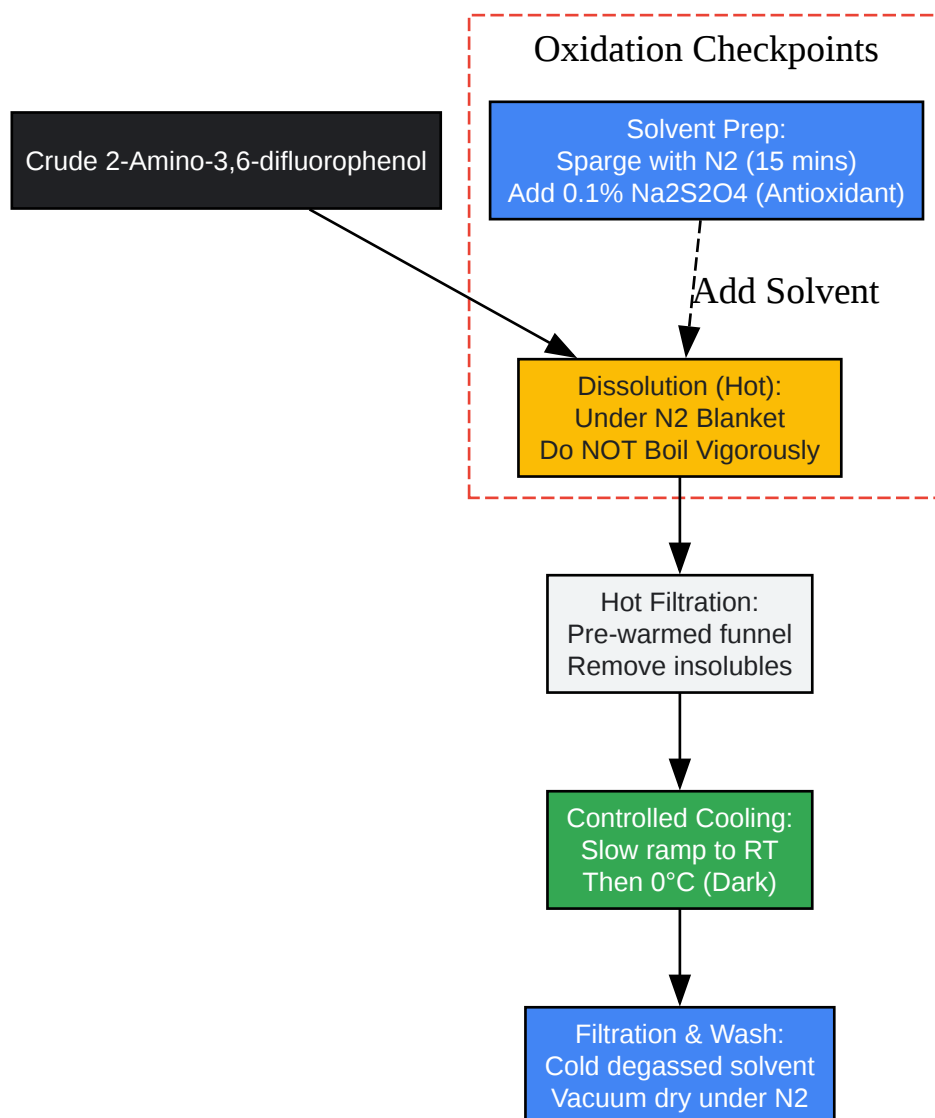 Oxidation Checkpoints
Crude 2-Amino-3,6-difluorophenol
Solvent Prep:
Sparge with N2 (15 mins)
Add 0.1% Na2S2O4 (Antioxidant)
Add Solvent
Dissolution (Hot):
Under N2 Blanket
Do NOT Boil Vigorously
Hot Filtration:
Pre-warmed funnel
Remove insolubles
Controlled Cooling:
Slow ramp to RT
Then 0°C (Dark)
Filtration & Wash:
Cold degassed solvent
Vacuum dry under N2